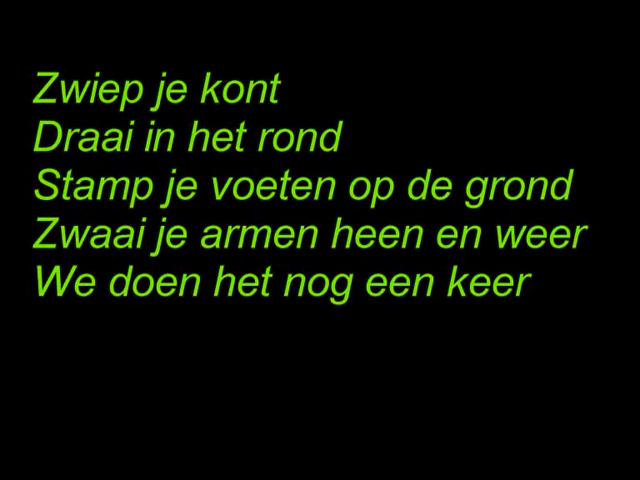 Zwiep je kont
Draai in het rond
Stamp je voeten op de grond
Zwaai je armen heen en weer
We doen het nog een keer